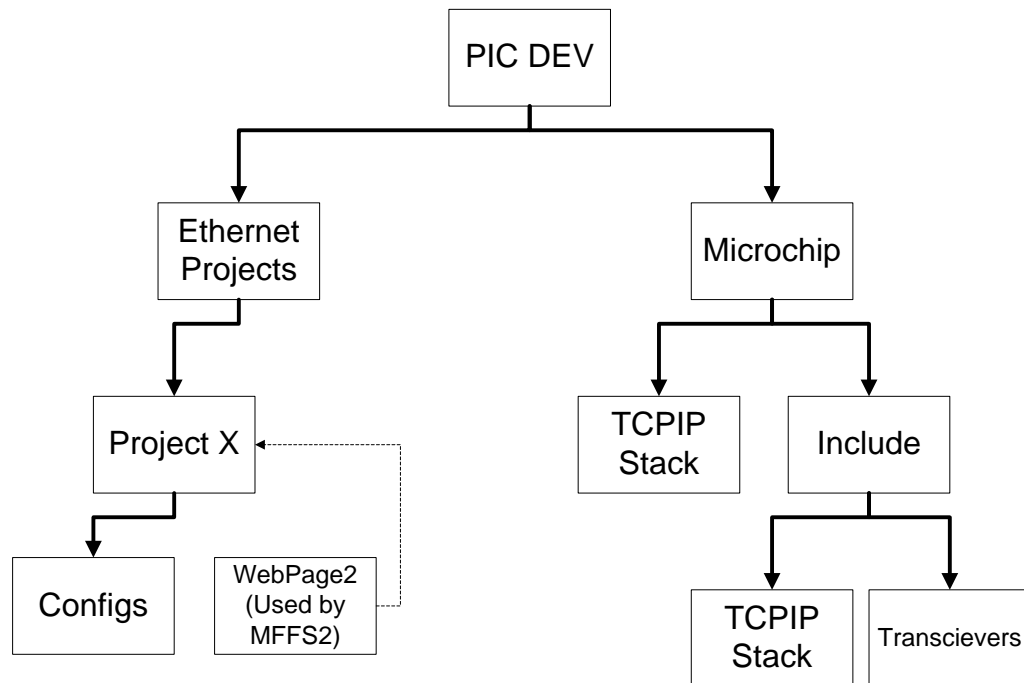 PIC DEV
Ethernet
Projects
Microchip
Project X
TCPIP
Stack
Include
Configs
WebPage2
(Used by
MFFS2)
TCPIP
Stack
Transcievers